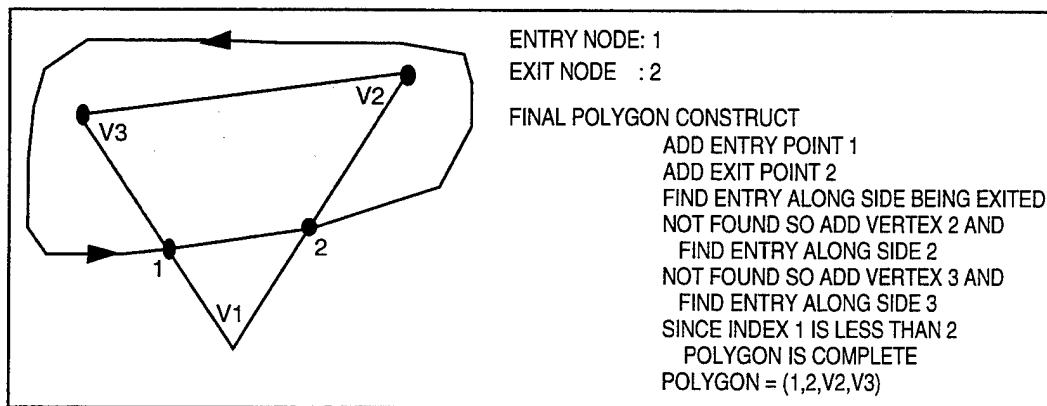 ENTRY NODE: 1
EXIT NODE : 2
FINAL POLYGON CONSTRUCT
ADD ENTRY POINT 1
ADD EXIT POINT 2
FIND ENTRY ALONG SIDE BEING EXITED
NOT FOUND SO ADD VERTEX 2 AND
FIND ENTRY ALONG SIDE 2
NOT FOUND SO ADD VERTEX 3 AND
FIND ENTRY ALONG SIDE 3
SINCE INDEX 1 IS LESS THAN 2
POLYGON IS COMPLETE
POLYGON = (1,2,V2,V3)
V2
V3
2
1
V1